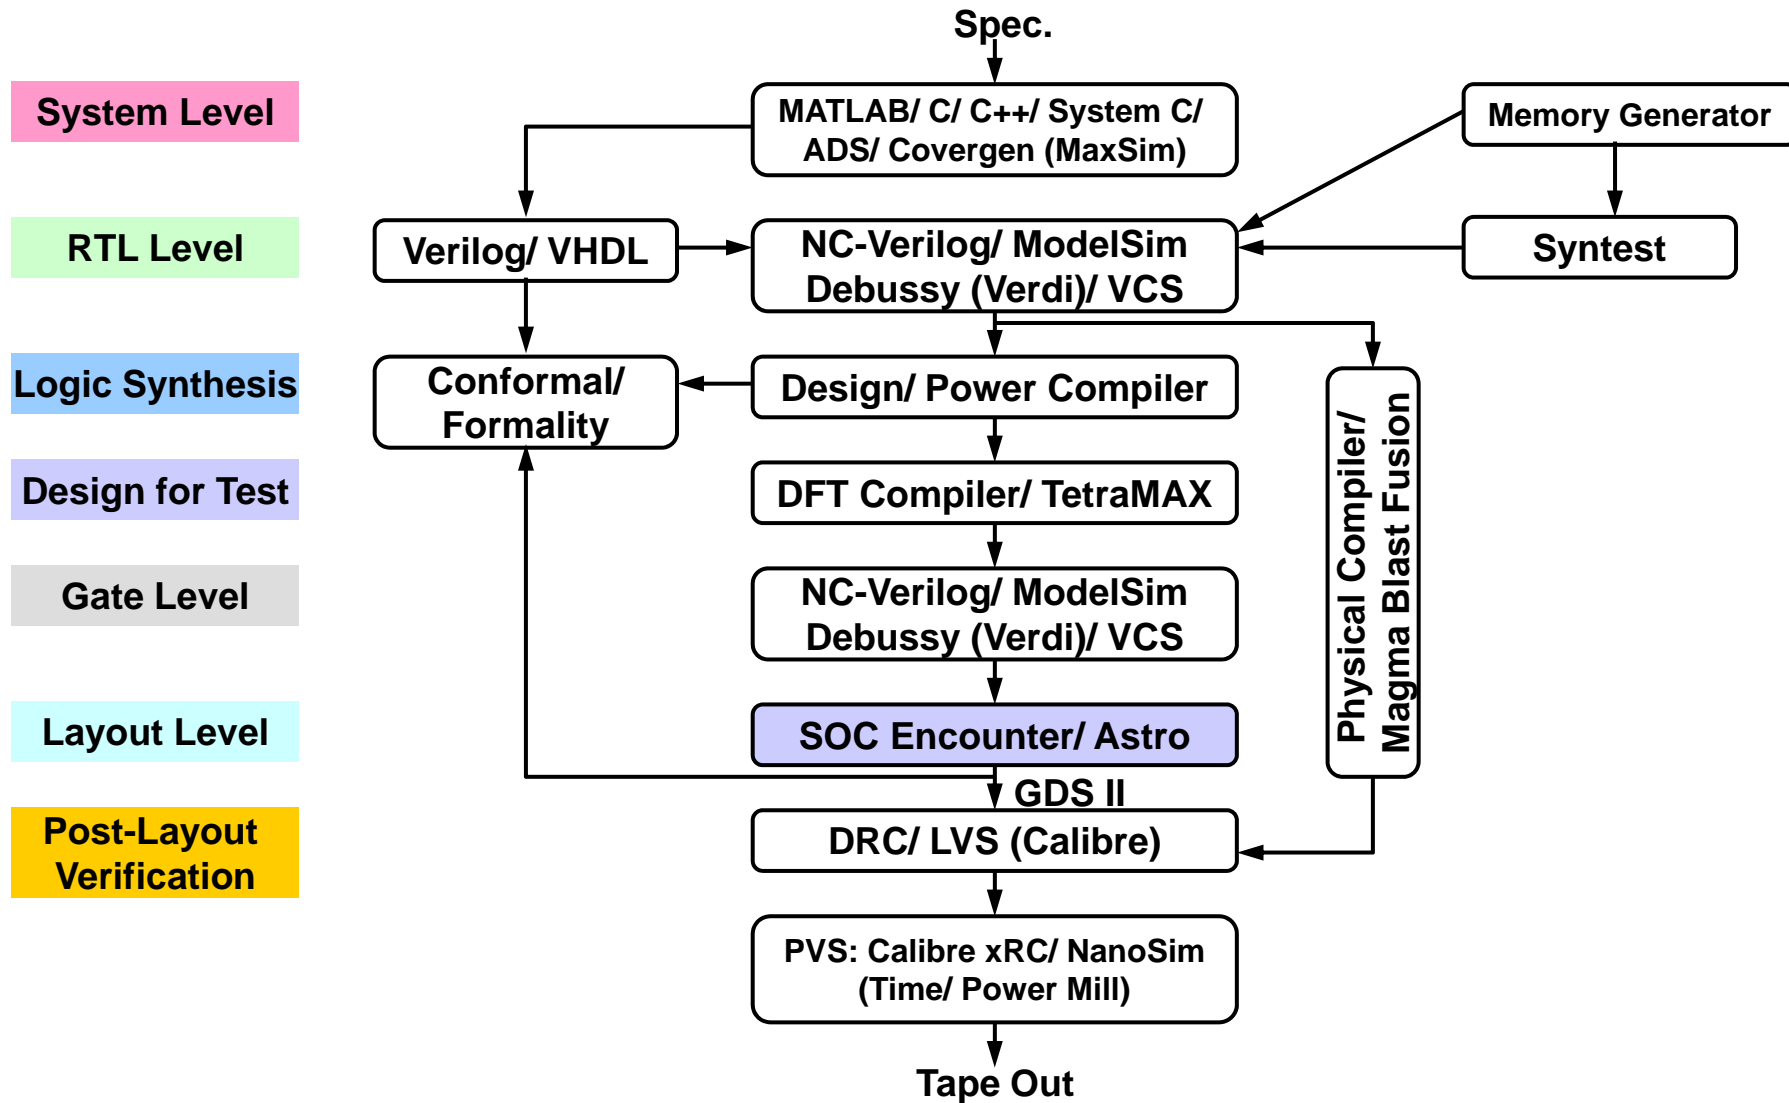 Spec.
System Level
MATLAB/ C/ C++/ System C/
ADS/ Covergen (MaxSim)
Memory Generator
RTL Level
Verilog/ VHDL
NC-Verilog/ ModelSim
Debussy (Verdi)/ VCS
Syntest
Logic Synthesis
Conformal/
Formality
Design/ Power Compiler
Physical Compiler/
Magma Blast Fusion
Design for Test
DFT Compiler/ TetraMAX
Gate Level
NC-Verilog/ ModelSim
Debussy (Verdi)/ VCS
Layout Level
SOC Encounter/ Astro
GDS II
Post-Layout
Verification
DRC/ LVS (Calibre)
PVS: Calibre xRC/ NanoSim
(Time/ Power Mill)
Tape Out